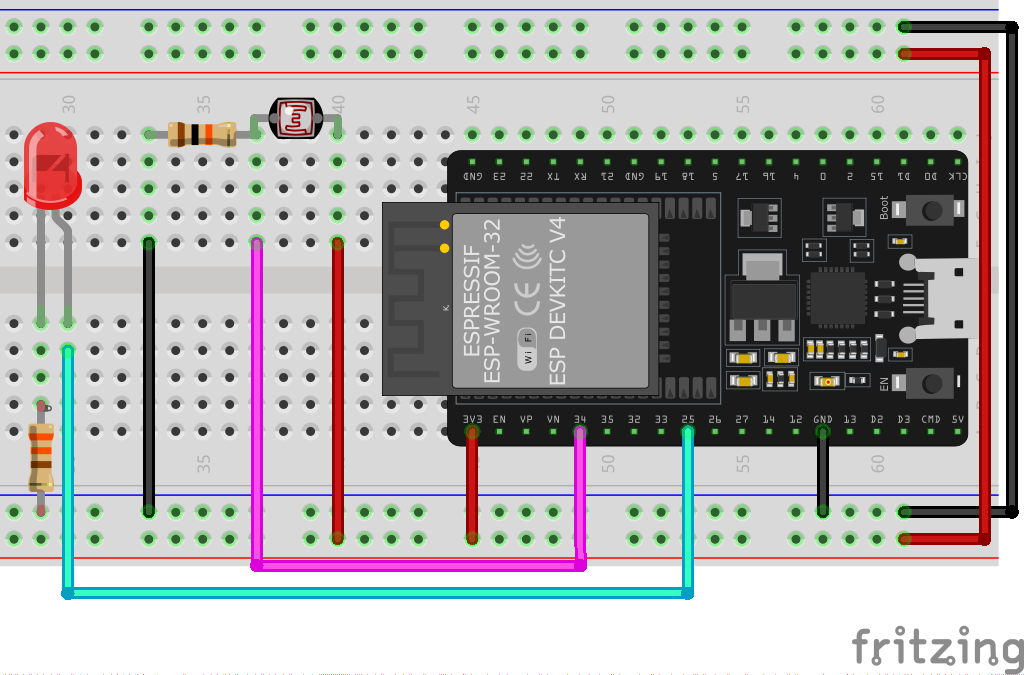 30 35 40 45 50 55 60
GND 23 22 TX RX 21 GND 19 18 5 17 16 4 0 2 15 D1 D0 CLK
Boot
ESPRESSIF
ESP-WROOM-32
CE
Wi Fi
ESP DEVKITC V4
EN
3V3 EN VP VN 34 35 32 33 25 26 27 14 12 GND 13 D2 D3 CMD 5V
35 50 55 60
fritzing